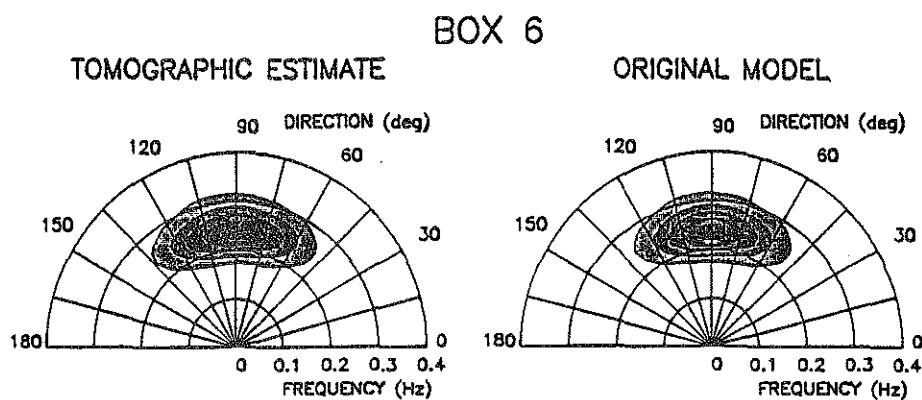 BOX 6
TOMOGRAPHIC ESTIMATE
90 DIRECTION (deg)
120
60
150
30
180
0
0 0.1 0.2 0.3 0.4
FREQUENCY (Hz)
ORIGINAL MODEL
90 DIRECTION (deg)
120
60
150
30
180
0
0 0.1 0.2 0.3 0.4
FREQUENCY (Hz)